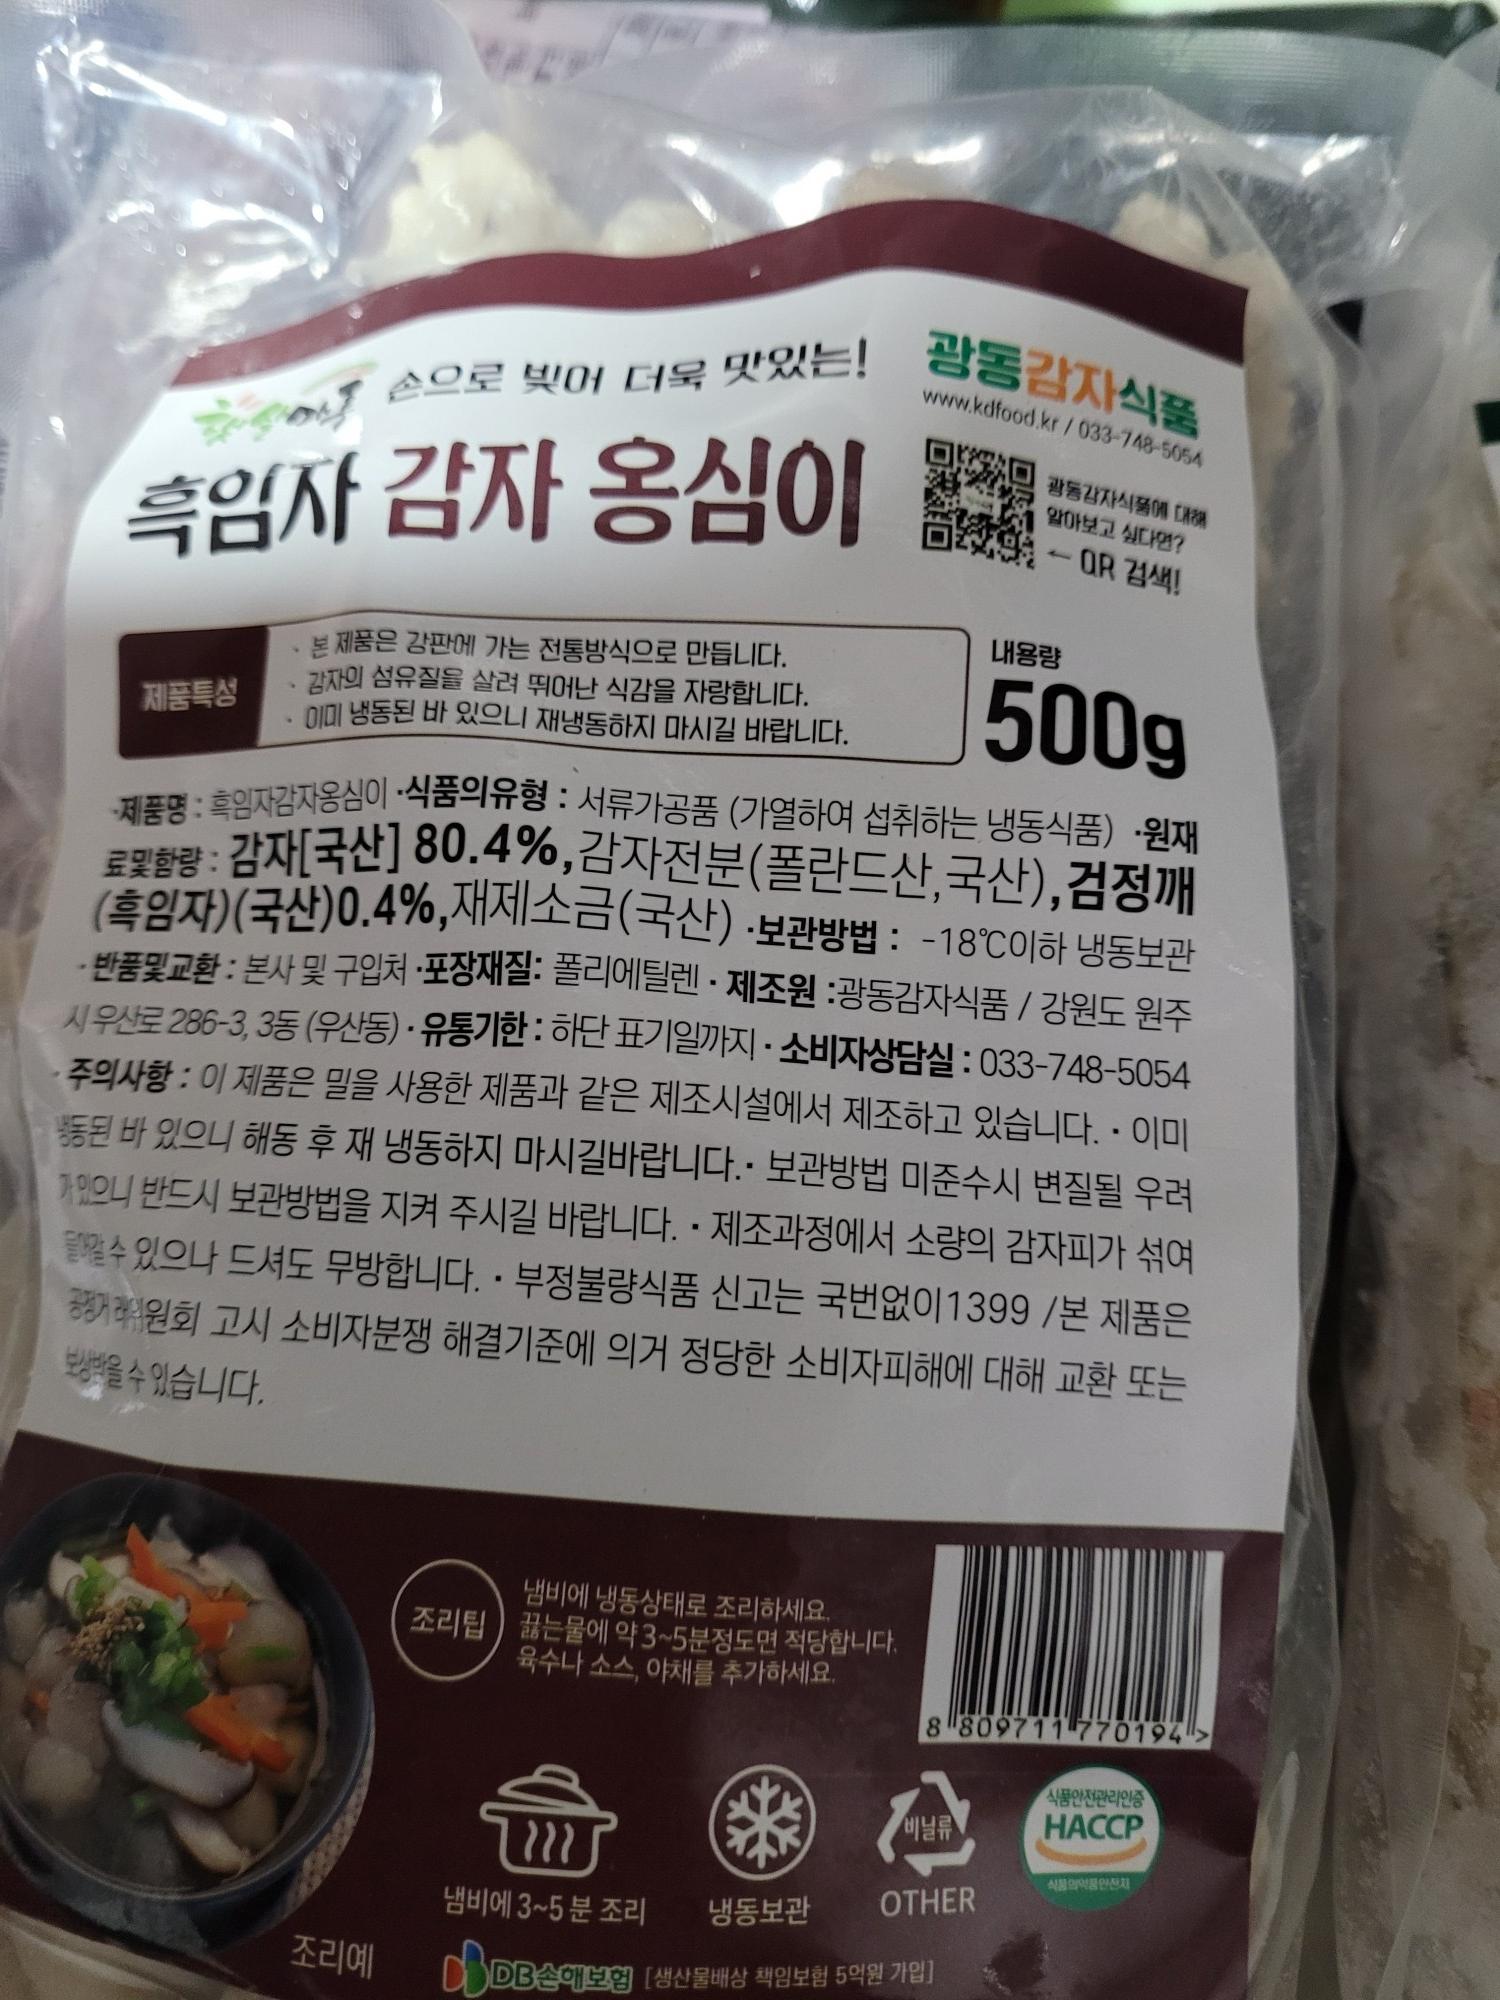 손으로 빚어 더욱 맛있는!
흑임자 감자 옹심이
광동감자식품
www.kdfood.kr / 033-748-5054
광동감자식품에 대해
알아보고 싶다면?
← QR 검색!
제품특성
· 본 제품은 강판에 가는 전통방식으로 만듭니다.
· 감자의 섬유질을 살려 뛰어난 식감을 자랑합니다.
· 이미 냉동된 바 있으니 재냉동하지 마시길 바랍니다.
내용량
500g
·제품명 : 흑임자감자옹심이 ·식품의유형 : 서류가공품 (가열하여 섭취하는 냉동식품) ·원재
료및함량 : 감자[국산] 80.4%,감자전분(폴란드산,국산),검정깨
(흑임자)(국산)0.4%,재제소금(국산) ·보관방법 : -18℃이하 냉동보관
·반품및교환 : 본사 및 구입처 ·포장재질: 폴리에틸렌 · 제조원 :광동감자식품 / 강원도 원주
시 우산로 286-3, 3동 (우산동) · 유통기한 : 하단 표기일까지 · 소비자상담실 : 033-748-5054
· 주의사항 : 이 제품은 밀을 사용한 제품과 같은 제조시설에서 제조하고 있습니다. · 이미
냉동된 바 있으니 해동 후 재 냉동하지 마시길바랍니다. · 보관방법 미준수시 변질될 우려
가 있으니 반드시 보관방법을 지켜 주시길 바랍니다. · 제조과정에서 소량의 감자피가 섞여
들어갈 수 있으나 드셔도 무방합니다. · 부정불량식품 신고는 국번없이1399 /본 제품은
공정거래위원회 고시 소비자분쟁 해결기준에 의거 정당한 소비자피해에 대해 교환 또는
보상받을 수 있습니다.
조리팁
냄비에 냉동상태로 조리하세요.
끓는물에 약 3~5분정도면 적당합니다.
육수나 소스, 야채를 추가하세요.
8 809711 770194 >
냄비에 3~5 분 조리
냉동보관
비닐류
OTHER
식품안전관리인증
HACCP
식품의약품안전처
조리예
DB손해보험 [생산물배상 책임보험 5억원 가입]